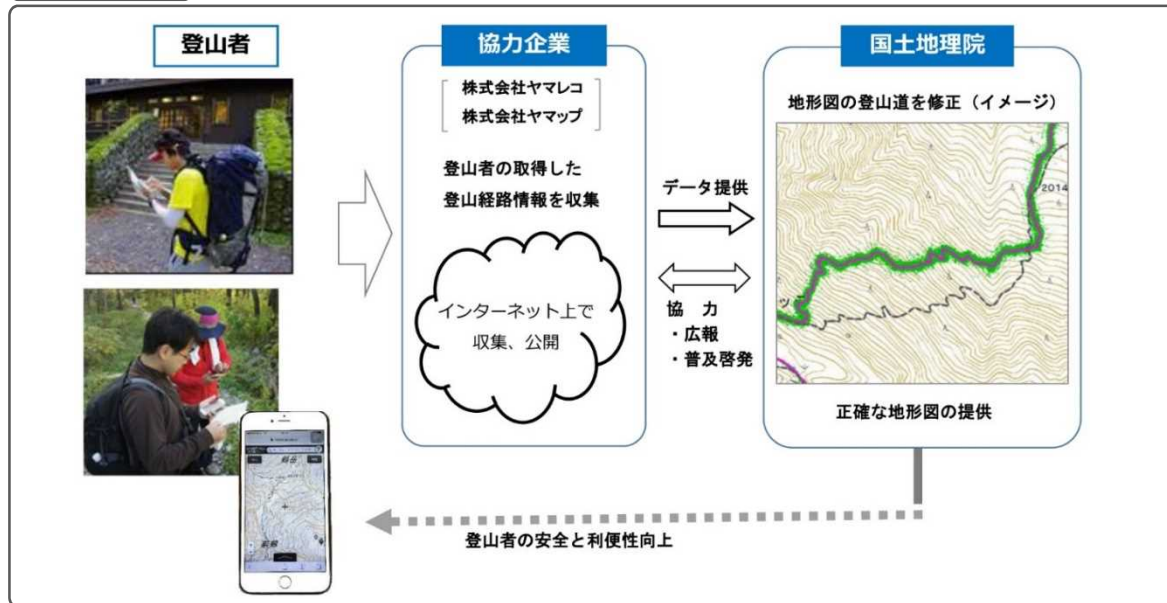 登山者
協力企業
株式会社ヤマレコ
株式会社ヤマップ
登山者の取得した
登山経路情報を収集
インターネット上で
収集、公開
データ提供
協 力
・広報
・普及啓発
国土地理院
地形図の登山道を修正（イメージ）
2014
正確な地形図の提供
登山者の安全と利便性向上